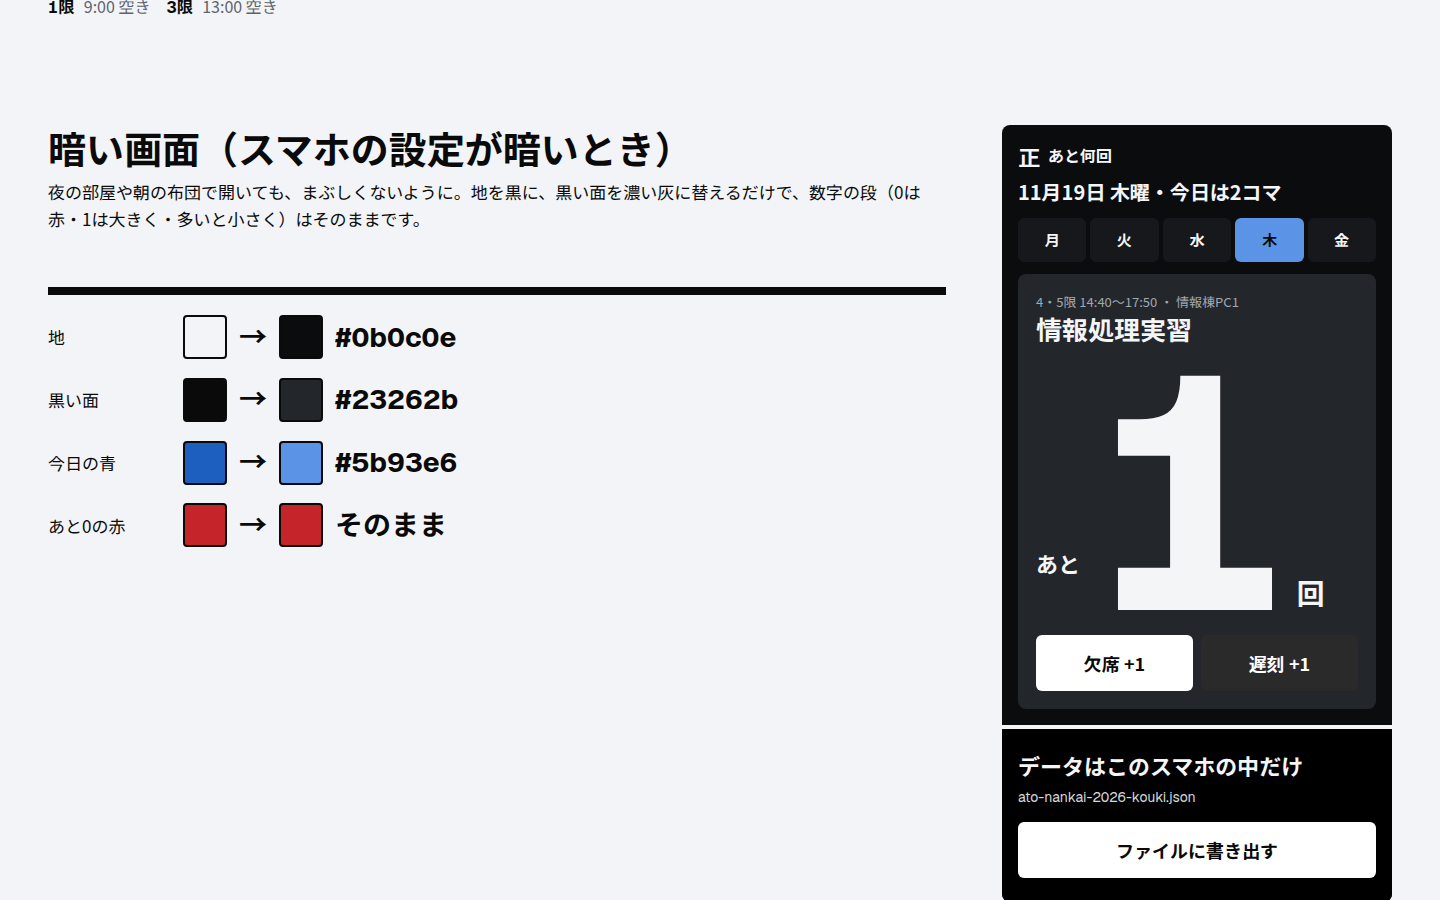 1限 9:00 空き 3限 13:00 空き
暗い画面（スマホの設定が暗いとき）
夜の部屋や朝の布団で開いても、まぶしくないように。地を黒に、黒い面を濃い灰に替えるだけで、数字の段（0は
赤・1は大きく・多いと小さく）はそのままです。
地 → #0b0c0e
黒い面 → #23262b
今日の青 → #5b93e6
あと0の赤 → そのまま
正 あと何回
11月19日 木曜・今日は2コマ
月 火 水 木 金
4・5限 14:40〜17:50 ・ 情報棟PC1
情報処理実習
あと 1 回
欠席 +1 遅刻 +1
データはこのスマホの中だけ
ato-nankai-2026-kouki.json
ファイルに書き出す